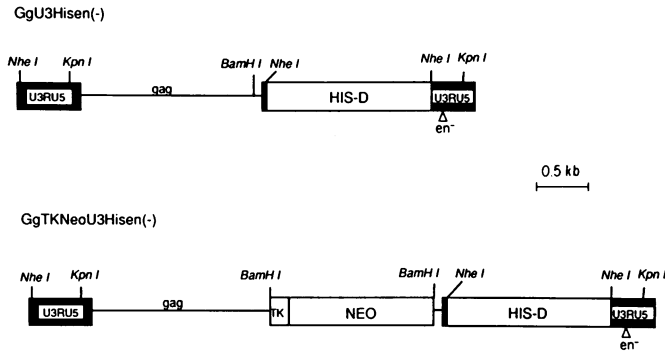 GgU3Hisen(-)
Nhe I Kpn I BamH I Nhe I Nhe I Kpn I
U3RU5 gag HIS-D U3RU5
en⁻
0.5 kb
GgTKNeoU3Hisen(-)
Nhe I Kpn I BamH I BamH I Nhe I Nhe I Kpn I
U3RU5 gag TK NEO HIS-D U3RU5
en⁻